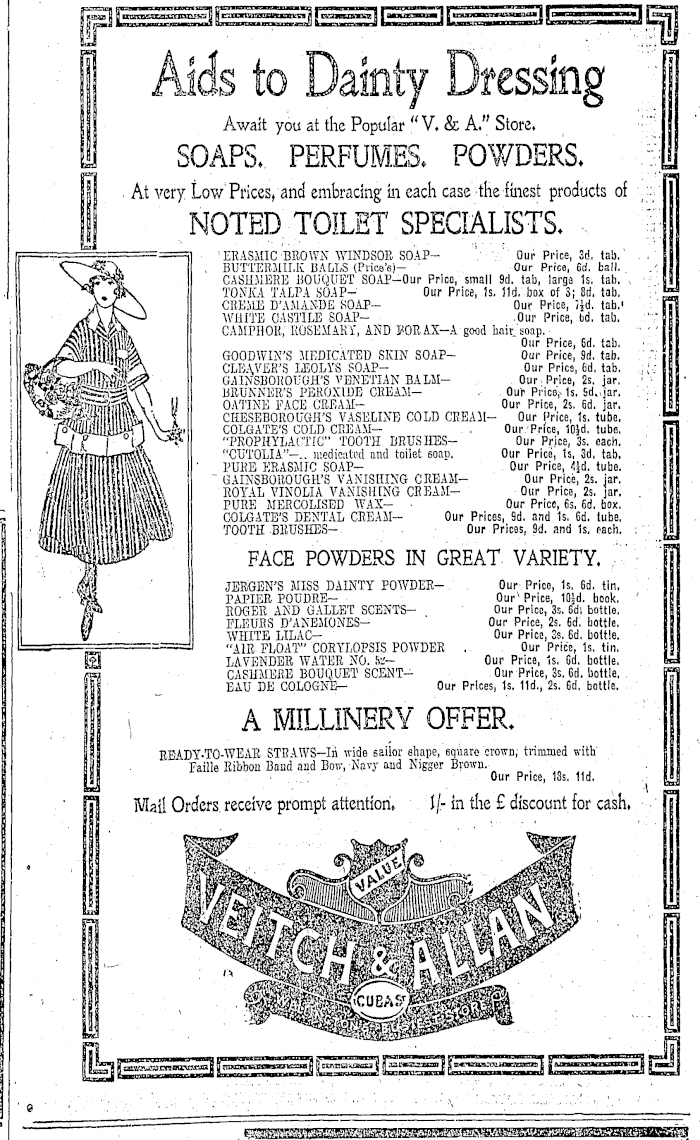 Aids to Dainty Dressing
Await you at the Popular "V. & A." Store.
SOAPS. PERFUMES. POWDERS.
At very Low Prices, and embracing in each case the finest products of
NOTED TOILET SPECIALISTS.
ERASMIC BROWN WINDSOR SOAP— Our Price, 3d. tab.
BUTTERMILK BALLS (Price's)— Our Price, 6d. ball.
CASHMERE BOUQUET SOAP—Our Price, small 9d. tab, large 1s. tab.
TONKA TALPA SOAP— Our Price, 1s. 11d. box of 3; 8d. tab.
CREME D'AMANDE SOAP— Our Price, 7½d. tab.
WHITE CASTILE SOAP— Our Price, 6d. tab.
CAMPHOR, ROSEMARY, AND BORAX—A good hair soap.
Our Price, 6d. tab.
GOODWIN'S MEDICATED SKIN SOAP— Our Price, 9d. tab.
CLEAVER'S LEOLYS SOAP— Our Price, 6d. tab.
GAINSBOROUGH'S VENETIAN BALM— Our Price, 2s. jar.
BRUNNER'S PEROXIDE CREAM— Our Price, 1s. 9d. jar.
OATINE FACE CREAM— Our Price, 2s. 6d. jar.
CHESEBOROUGH'S VASELINE COLD CREAM— Our Price, 1s. tube.
COLGATE'S COLD CREAM— Our Price, 10½d. tube.
"PROPHYLACTIC" TOOTH BRUSHES— Our Price, 3s. each.
"CUTOLIA"—.. medicated and toilet soap. Our Price, 1s, 3d, tab.
PURE ERASMIC SOAP— Our Price, 4½d. tube.
GAINSBOROUGH'S VANISHING CREAM— Our Price, 2s. jar.
ROYAL VINOLIA VANISHING CREAM— Our Price, 2s. jar.
PURE MERCOLISED WAX— Our Price, 6s. 6d. box.
COLGATE'S DENTAL CREAM— Our Prices, 9d. and 1s. 6d. tube.
TOOTH BRUSHES— Our Prices, 9d. and 1s. each.
FACE POWDERS IN GREAT VARIETY.
JERGEN'S MISS DAINTY POWDER— Our Price, 1s. 6d. tin.
PAPIER POUDRE— Our Price, 10½d. book.
ROGER AND GALLET SCENTS— Our Price, 3s. 6d. bottle.
FLEURS D'ANEMONES— Our Price, 2s. 6d. bottle.
WHITE LILAC— Our Price, 3s. 6d. bottle.
"AIR FLOAT" CORYLOPSIS POWDER Our Price, 1s. tin.
LAVENDER WATER NO. 52— Our Price, 1s. 6d. bottle.
CASHMERE BOUQUET SCENT— Our Price, 3s. 6d. bottle.
EAU DE COLOGNE— Our Prices, 1s. 11d., 2s. 6d. bottle.
A MILLINERY OFFER.
READY-TO-WEAR STRAWS—In wide sailor shape, square crown, trimmed with
Faille Ribbon Band and Bow, Navy and Nigger Brown.
Our Price, 18s. 11d.
Mail Orders receive prompt attention. 1/- in the £ discount for cash.
VALUE
VEITCH & ALLAN
CUBA ST